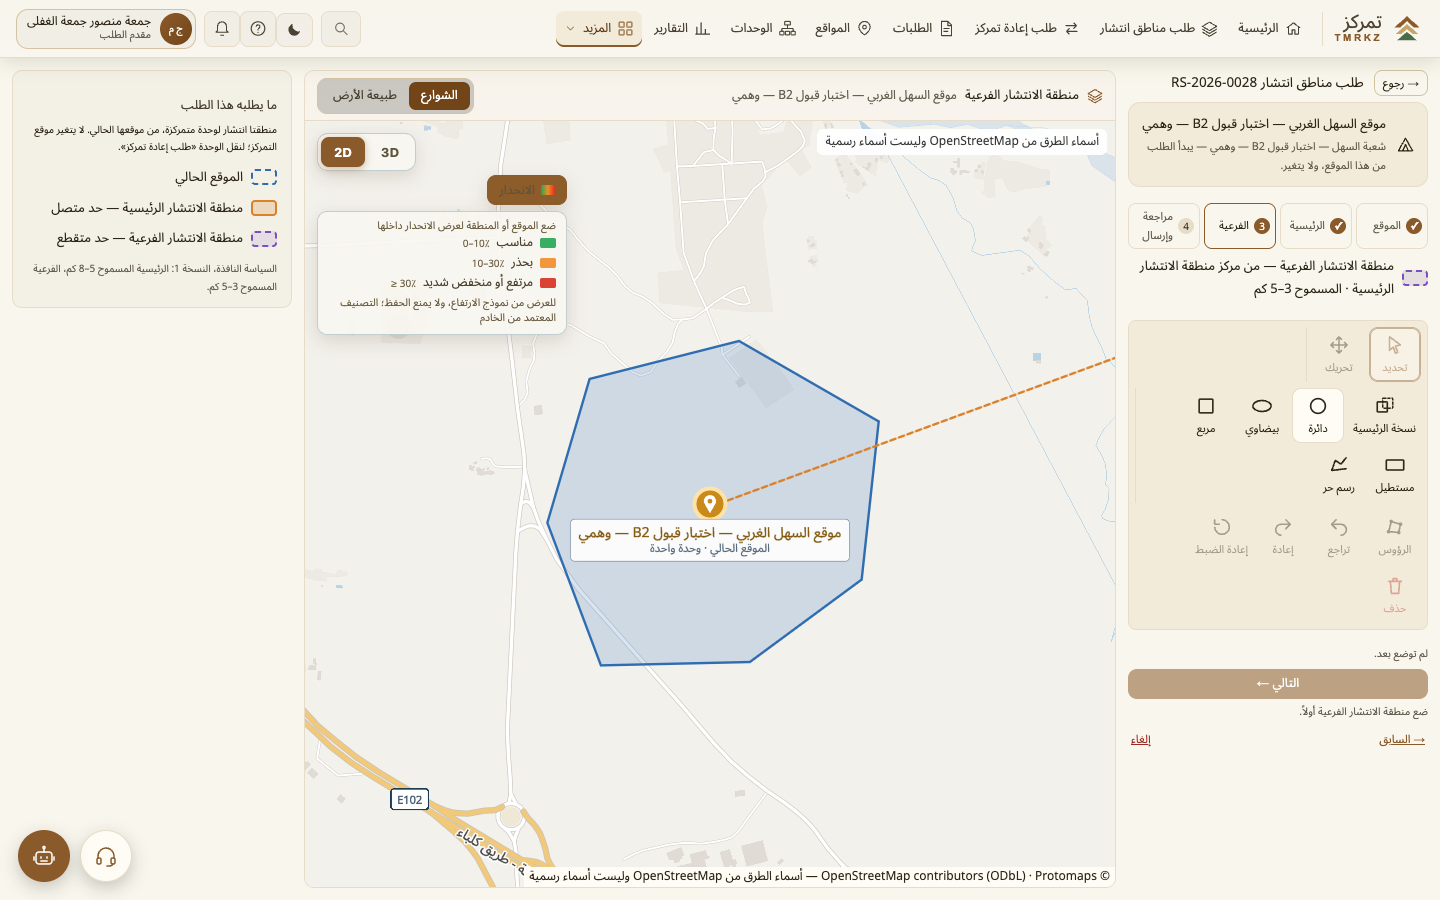 تمركز
TMRKZ
الرئيسية
طلب مناطق انتشار
طلب إعادة تمركز
الطلبات
المواقع
الوحدات
التقارير
المزيد
ج م
جمعة منصور جمعة الغفلى
مقدم الطلب
→ رجوع
طلب مناطق انتشار RS-2026-0028
موقع السهل الغربي — اختبار قبول B2 — وهمي
شعبة السهل — اختبار قبول B2 — وهمي — يبدأ الطلب
من هذا الموقع، ولا يتغير.
الموقع
الرئيسية
3 الفرعية
4 مراجعة
وإرسال
منطقة الانتشار الفرعية — من مركز منطقة الانتشار
الرئيسية · المسموح 3–5 كم
تحديد
تحريك
نسخة الرئيسية
دائرة
بيضاوي
مربع
مستطيل
رسم حر
الرؤوس
تراجع
إعادة
إعادة الضبط
حذف
لم توضع بعد.
التالي ←
ضع منطقة الانتشار الفرعية أولاً.
→ السابق
إلغاء
منطقة الانتشار الفرعية
موقع السهل الغربي — اختبار قبول B2 — وهمي
الشوارع
طبيعة الأرض
أسماء الطرق من OpenStreetMap وليست أسماء رسمية
2D
3D
الانحدار
ضع الموقع أو المنطقة لعرض الانحدار داخلها
مناسب 0–10٪
بحذر 10–30٪
مرتفع أو منخفض شديد ≥ 30٪
للعرض من نموذج الارتفاع، ولا يمنع الحفظ؛ التصنيف
المعتمد من الخادم
موقع السهل الغربي — اختبار قبول B2 — وهمي
الموقع الحالي · وحدة واحدة
E102
طريق كلباء
© OpenStreetMap contributors (ODbL) · Protomaps — أسماء الطرق من OpenStreetMap وليست أسماء رسمية
ما يطلبه هذا الطلب
منطقتا انتشار لوحدة متمركزة، من موقعها الحالي. لا يتغير موقع
التمركز؛ لنقل الوحدة «طلب إعادة تمركز».
الموقع الحالي
منطقة الانتشار الرئيسية — حد متصل
منطقة الانتشار الفرعية — حد متقطع
السياسة النافذة، النسخة 1: الرئيسية المسموح 5–8 كم، الفرعية
المسموح 3–5 كم.